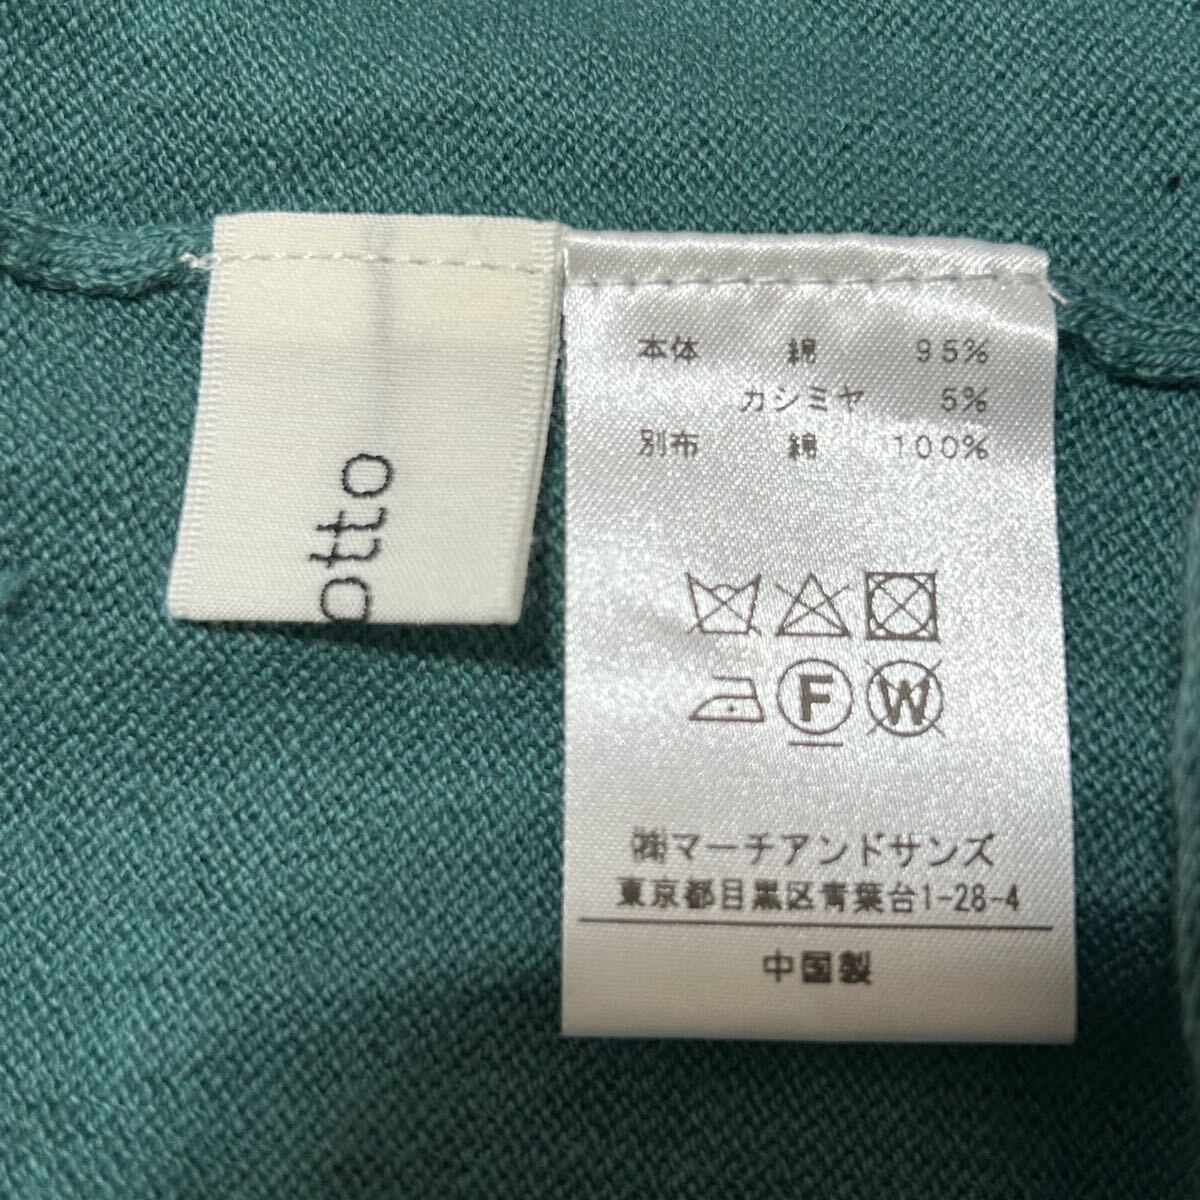 otto
本体 綿 95%
カシミヤ 5%
別布 綿 100%
F W
㈱マーチアンドサンズ
東京都目黒区青葉台1-28-4
中国製